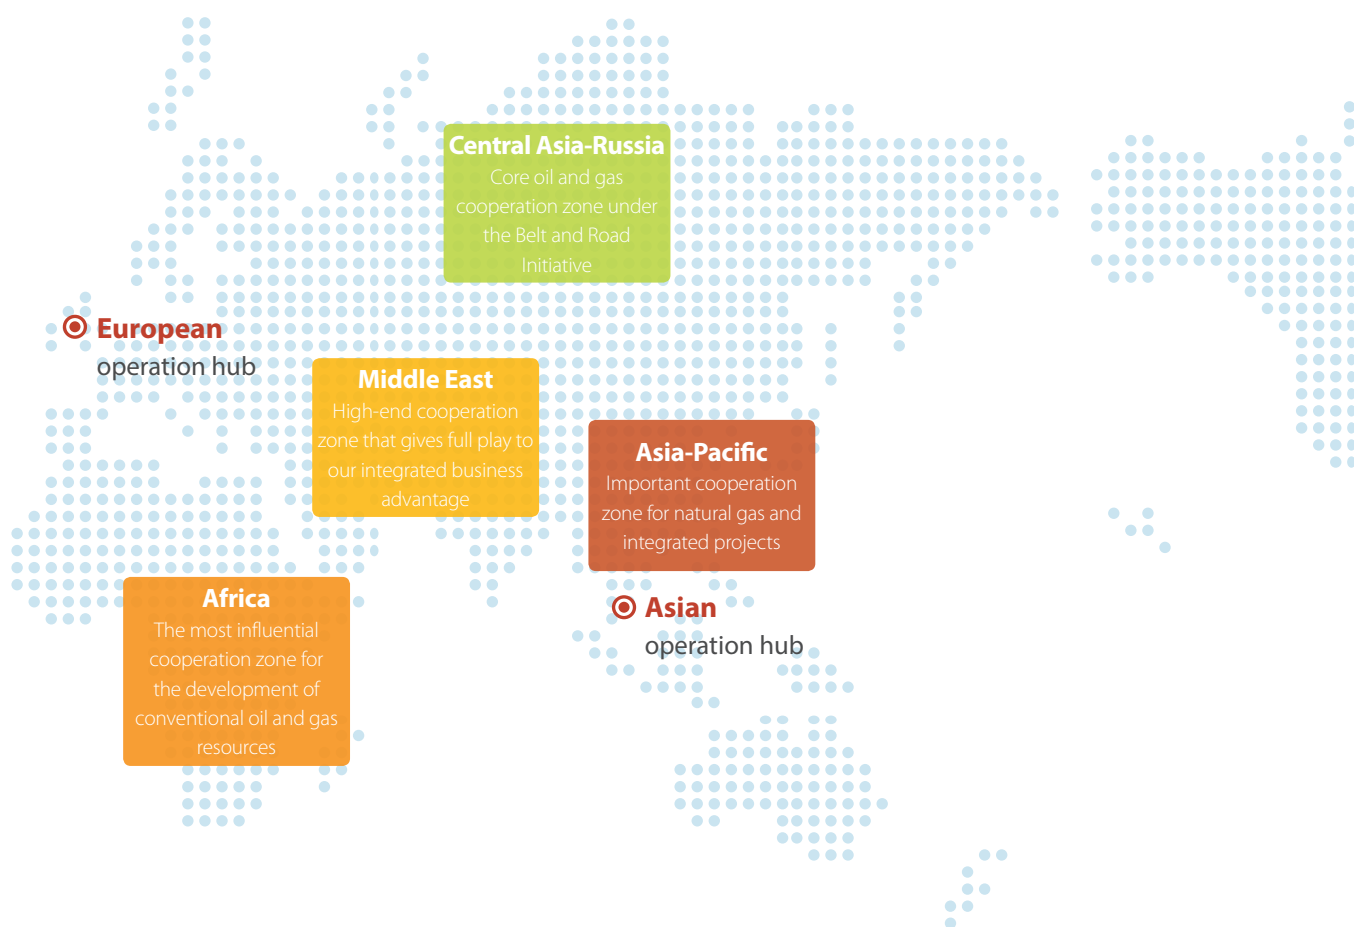 Central Asia-Russia
Core oil and gas
cooperation zone under
the Belt and Road
Initiative
European
operation hub
Middle East
High-end cooperation
zone that gives full play to
our integrated business
advantage
Asia-Pacific
Important cooperation
zone for natural gas and
integrated projects
Africa
The most influential
cooperation zone for
the development of
conventional oil and gas
resources
Asian
operation hub